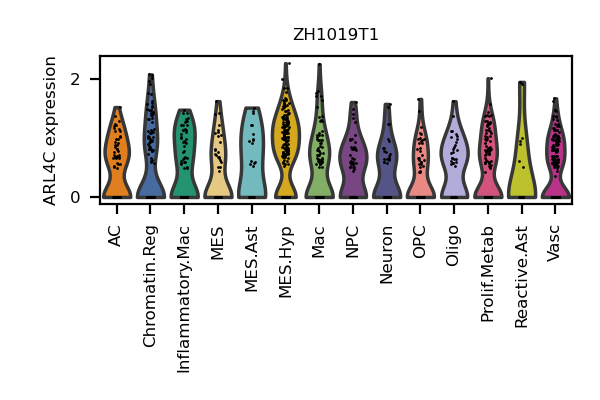 ZH1019T1
ARL4C expression
2
0
AC
Chromatin.Reg
Inflammatory.Mac
MES
MES.Ast
MES.Hyp
Mac
NPC
Neuron
OPC
Oligo
Prolif.Metab
Reactive.Ast
Vasc